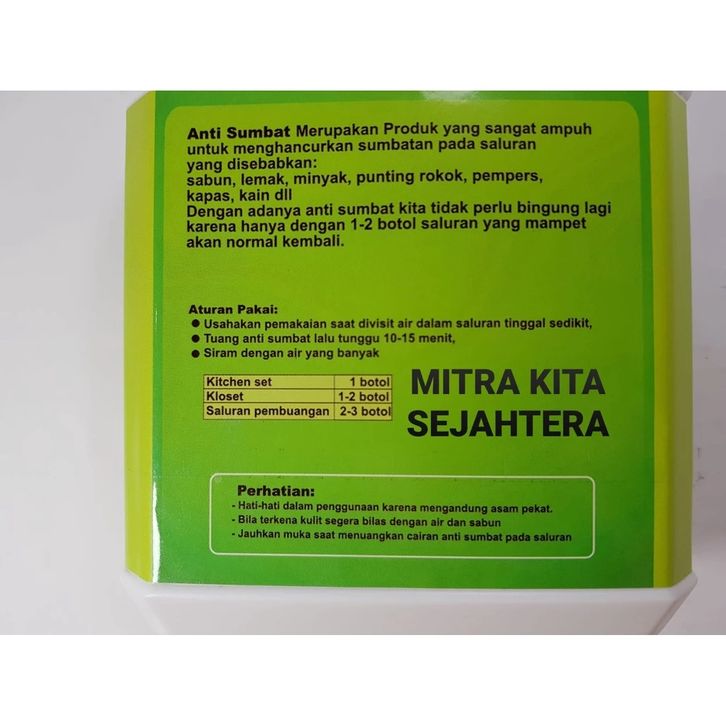 Anti Sumbat Merupakan Produk yang sangat ampuh
untuk menghancurkan sumbatan pada saluran
yang disebabkan:
sabun, lemak, minyak, punting rokok, pempers,
kapas, kain dll
Dengan adanya anti sumbat kita tidak perlu bingung lagi
karena hanya dengan 1-2 botol saluran yang mampet
akan normal kembali.
Aturan Pakai:
● Usahakan pemakaian saat divisit air dalam saluran tinggal sedikit,
● Tuang anti sumbat lalu tunggu 10-15 menit,
● Siram dengan air yang banyak
Kitchen set 1 botol
Kloset 1-2 botol
Saluran pembuangan 2-3 botol
MITRA KITA
SEJAHTERA
Perhatian:
- Hati-hati dalam penggunaan karena mengandung asam pekat.
- Bila terkena kulit segera bilas dengan air dan sabun
- Jauhkan muka saat menuangkan cairan anti sumbat pada saluran